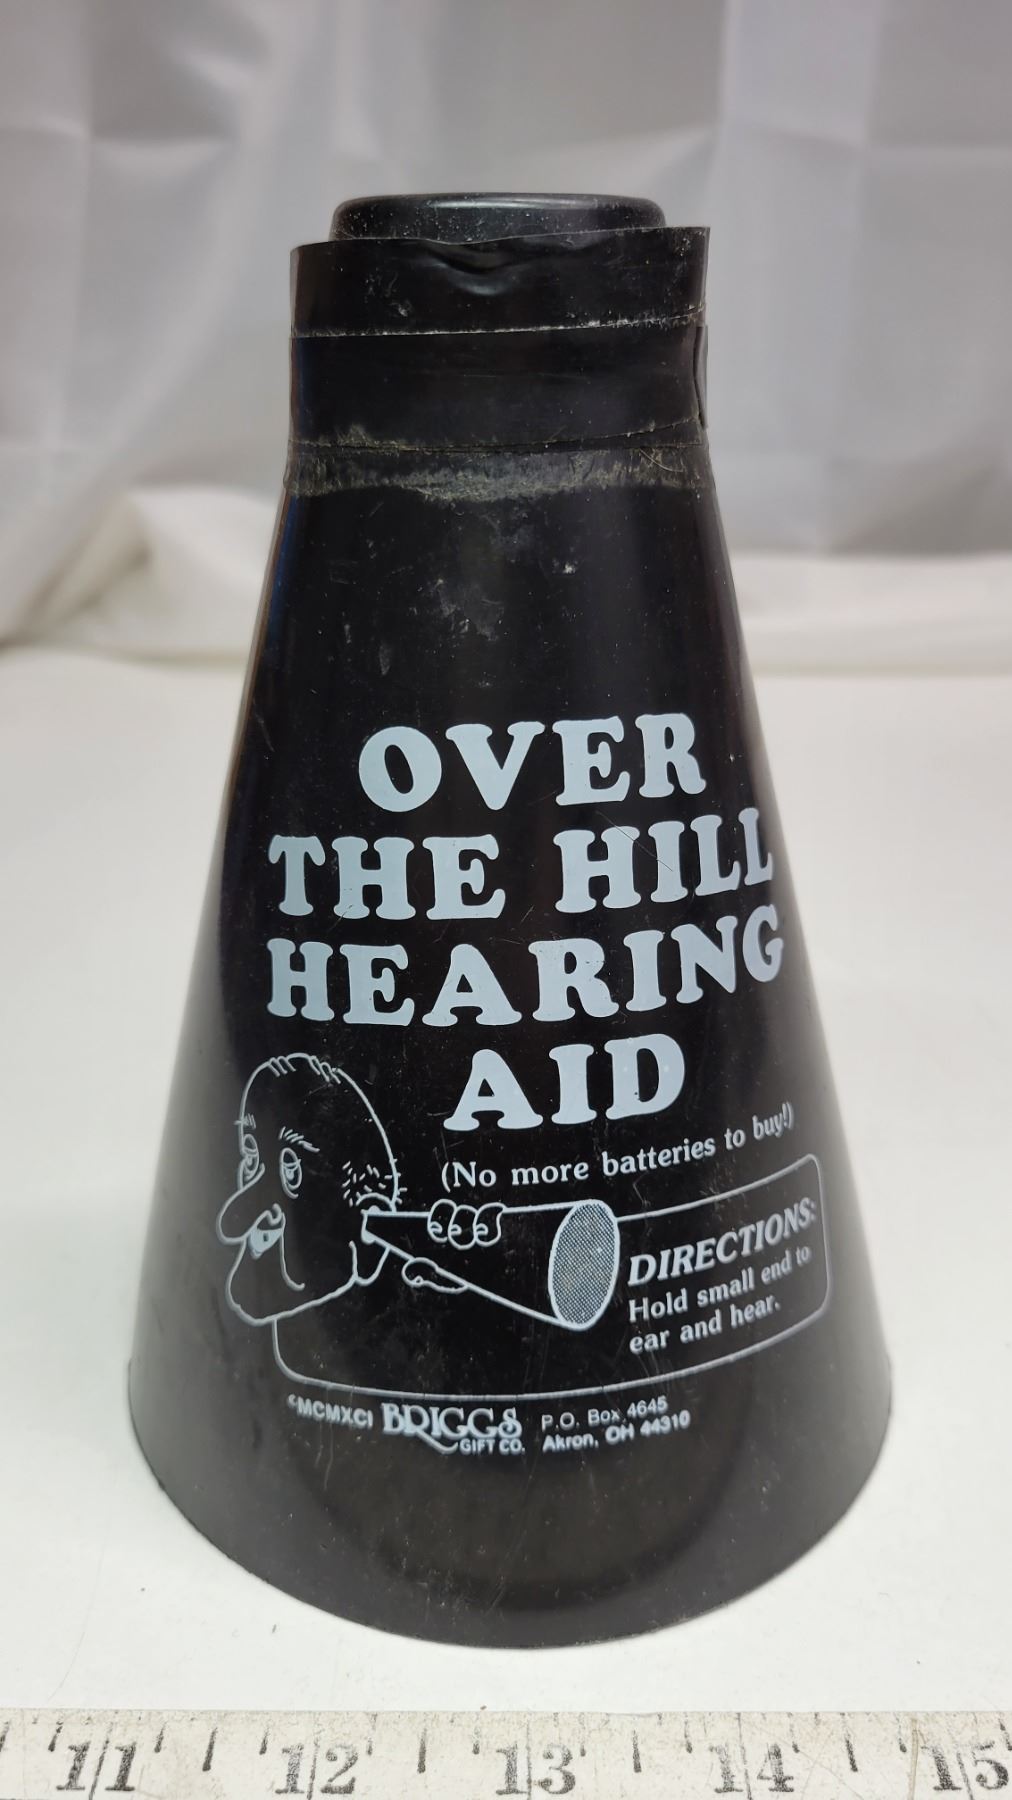 OVER
THE HILL
HEARING
AID
(No more batteries to buy!)
DIRECTIONS:
Hold small end to
ear and hear.
©MCMXCI BRIGGS GIFT CO. P.O. Box 4645
Akron, OH 44310
11 12 13 14 15